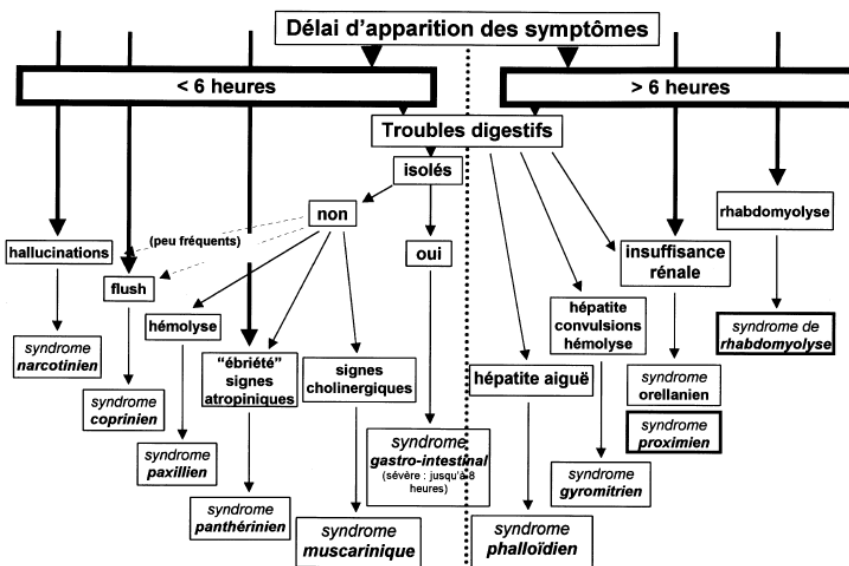 Délai d'apparition des symptômes
< 6 heures
> 6 heures
Troubles digestifs
isolés
non
oui
(peu fréquents)
hallucinations
flush
hémolyse
"ébriété"
signes
atropiniques
signes
cholinergiques
hépatite aiguë
hépatite
convulsions
hémolyse
insuffisance
rénale
rhabdomyolyse
syndrome
narcotinien
syndrome
coprinien
syndrome
paxillien
syndrome
panthérinien
syndrome
muscarinique
syndrome
gastro-intestinal
(sévère : jusqu'à 8
heures)
syndrome
phalloïdien
syndrome
gyromitrien
syndrome
orellanien
syndrome
proximien
syndrome de
rhabdomyolyse